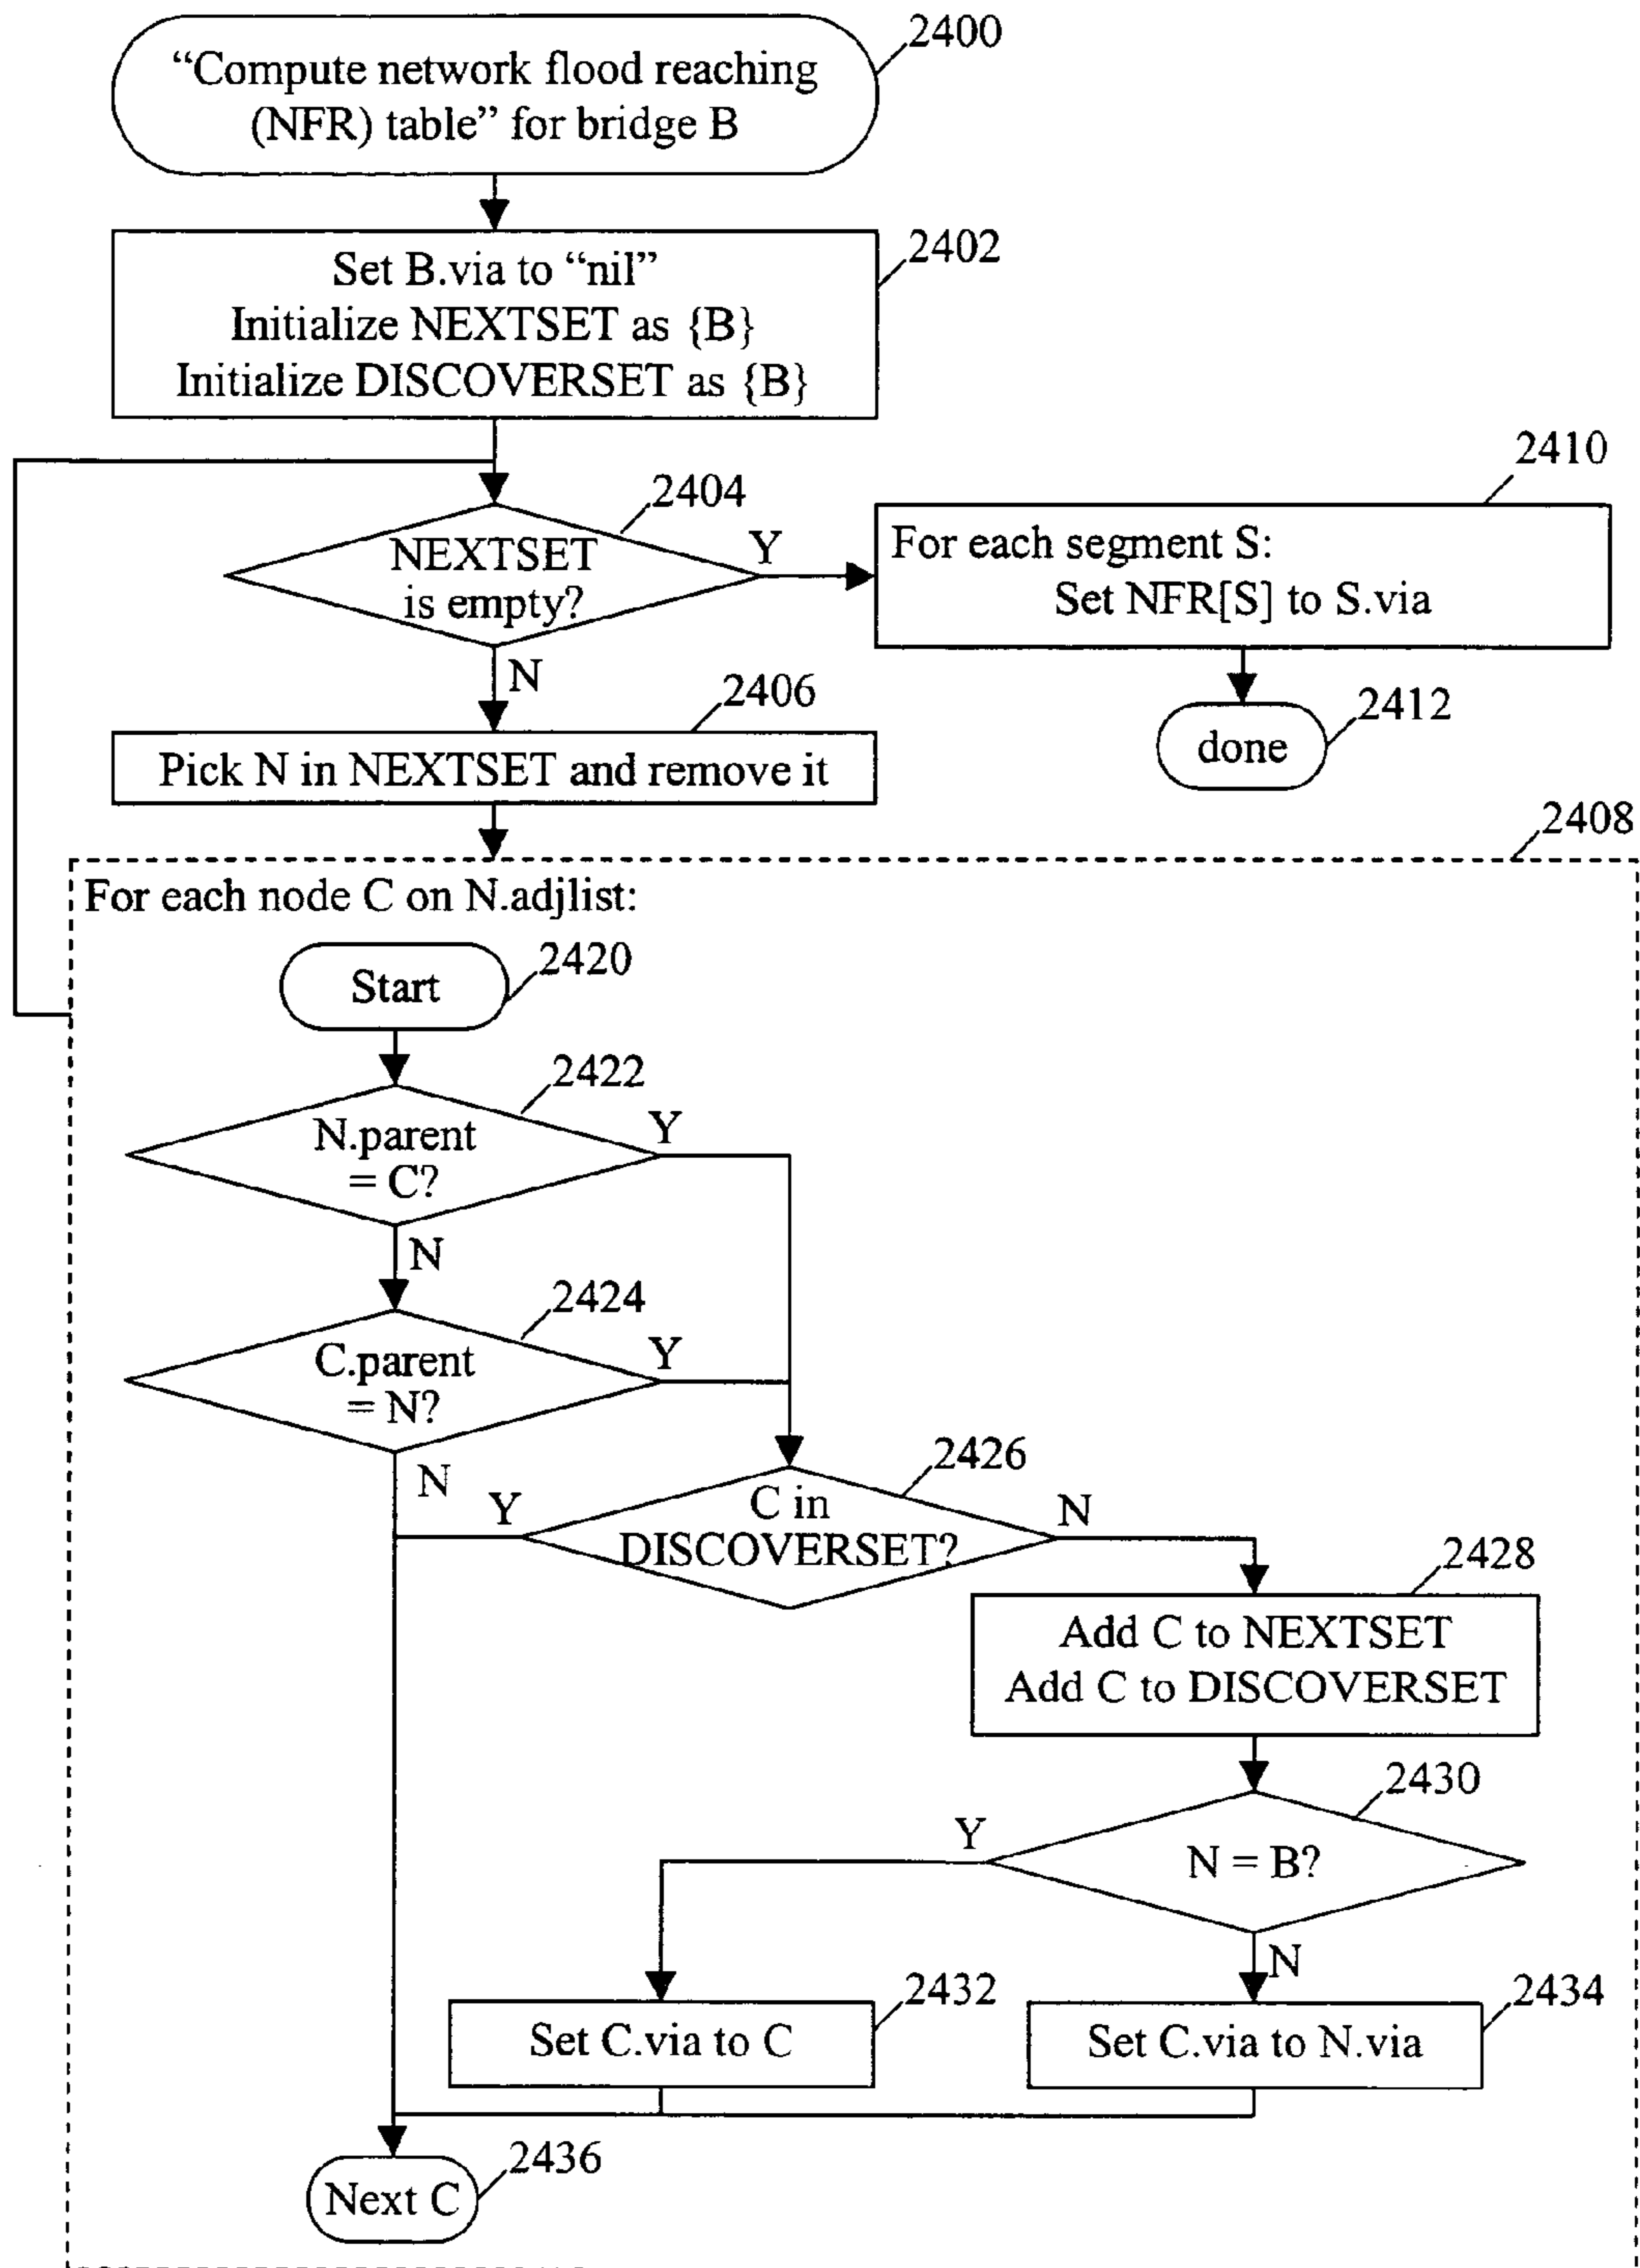 2400
“Compute network flood reaching
(NFR) table” for bridge B
2402
Set B.via to “nil”
Initialize NEXTSET as {B}
Initialize DISCOVERSET as {B}
2404
NEXTSET
is empty?
Y
N
2410
For each segment S:
Set NFR[S] to S.via
2406
Pick N in NEXTSET and remove it
2412
done
2408
For each node C on N.adjlist:
2420
Start
2422
N.parent
= C?
Y
N
2424
C.parent
= N?
Y
N
2426
C in
DISCOVERSET?
Y
N
2428
Add C to NEXTSET
Add C to DISCOVERSET
2430
N = B?
Y
N
2432
Set C.via to C
2434
Set C.via to N.via
2436
Next C